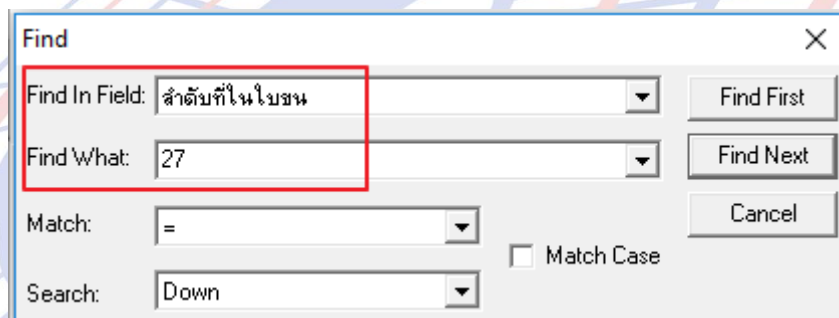 Find
Find In Field: ลำดับที่ในใบขน Find First
Find What: 27 Find Next
Cancel
Match: =
Match Case
Search: Down